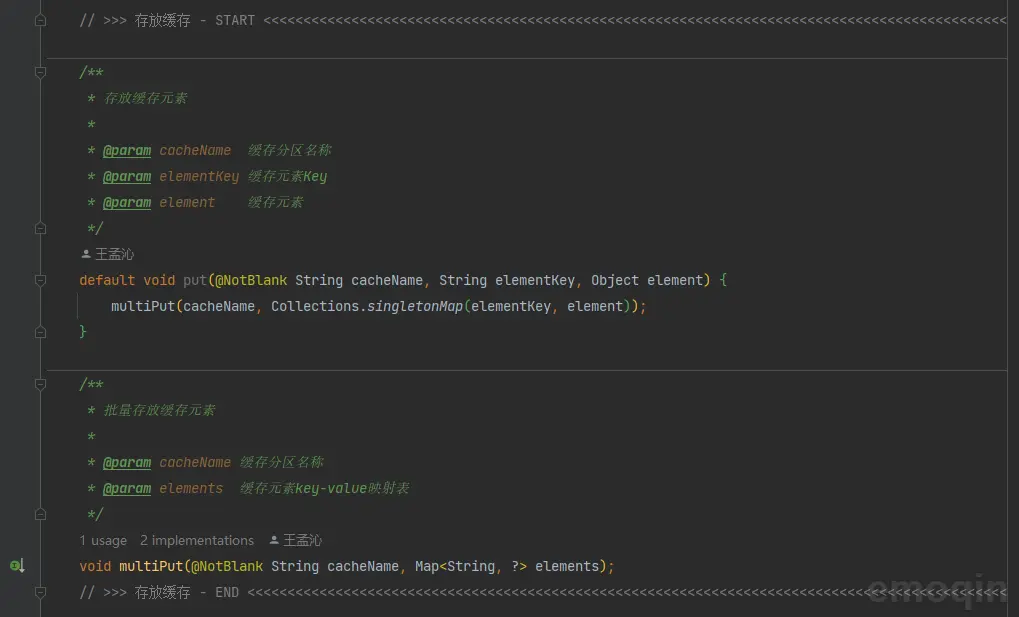 // >>> 存放缓存 - START <<<<<<<<<<<<<<<<<<<<<<<<<<<<<<<<<<<<<<<<<<<<<<<<<<<<<<<<<<<<<<<<<<<<<<<<<<<<<<<<<<<<<<<<<<<<<
/**
* 存放缓存元素
*
* @param cacheName 缓存分区名称
* @param elementKey 缓存元素Key
* @param element 缓存元素
*/
王孟沁
default void put(@NotBlank String cacheName, String elementKey, Object element) {
multiPut(cacheName, Collections.singletonMap(elementKey, element));
}
/**
* 批量存放缓存元素
*
* @param cacheName 缓存分区名称
* @param elements 缓存元素key-value映射表
*/
1 usage 2 implementations 王孟沁
void multiPut(@NotBlank String cacheName, Map<String, ?> elements);
// >>> 存放缓存 - END <<<<<<<<<<<<<<<<<<<<<<<<<<<<<<<<<<<<<<<<<<<<<<<<<<<<<<<<<<<<<<<<<<<<<<<<<<<<<<<<<<<<<<<<<<<<<<<
emoqin